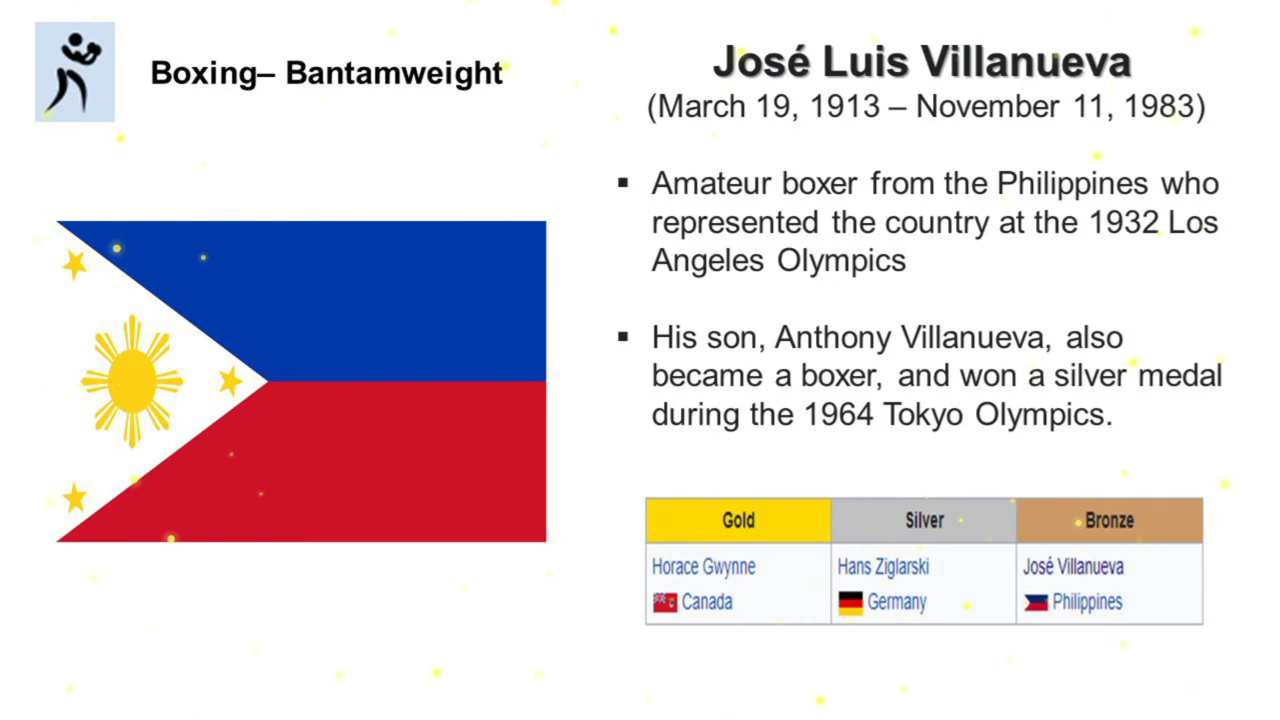 Boxing– Bantamweight
José Luis Villanueva
(March 19, 1913 – November 11, 1983)
▪ Amateur boxer from the Philippines who
represented the country at the 1932 Los
Angeles Olympics
▪ His son, Anthony Villanueva, also
became a boxer, and won a silver medal
during the 1964 Tokyo Olympics.
Gold Silver Bronze
Horace Gwynne Hans Ziglarski José Villanueva
Canada Germany Philippines